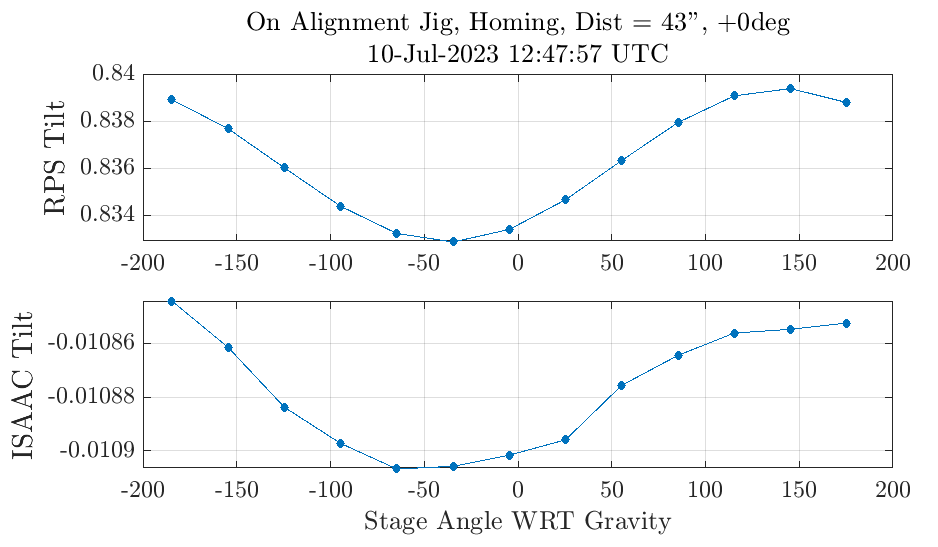 On Alignment Jig, Homing, Dist = 43”, +0deg
10-Jul-2023 12:47:57 UTC
RPS Tilt
0.84
0.838
0.836
0.834
-200 -150 -100 -50 0 50 100 150 200
ISAAC Tilt
-0.01086
-0.01088
-0.0109
-200 -150 -100 -50 0 50 100 150 200
Stage Angle WRT Gravity